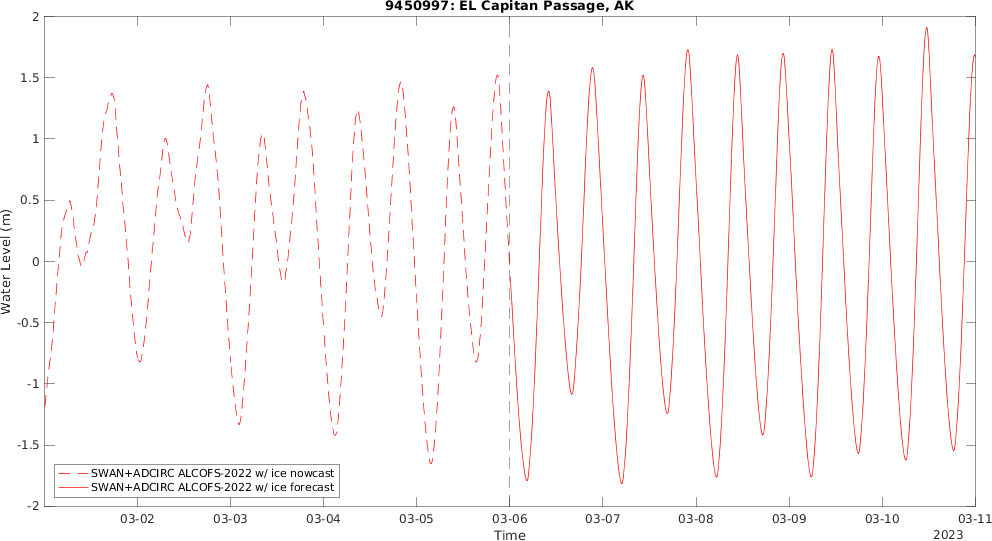 9450997: EL Capitan Passage, AK
2
1.5
1
0.5
0
-0.5
-1
-1.5
-2
Water Level (m)
SWAN+ADCIRC ALCOFS-2022 w/ ice nowcast
SWAN+ADCIRC ALCOFS-2022 w/ ice forecast
03-02 03-03 03-04 03-05 03-06 03-07 03-08 03-09 03-10 03-11
Time
2023